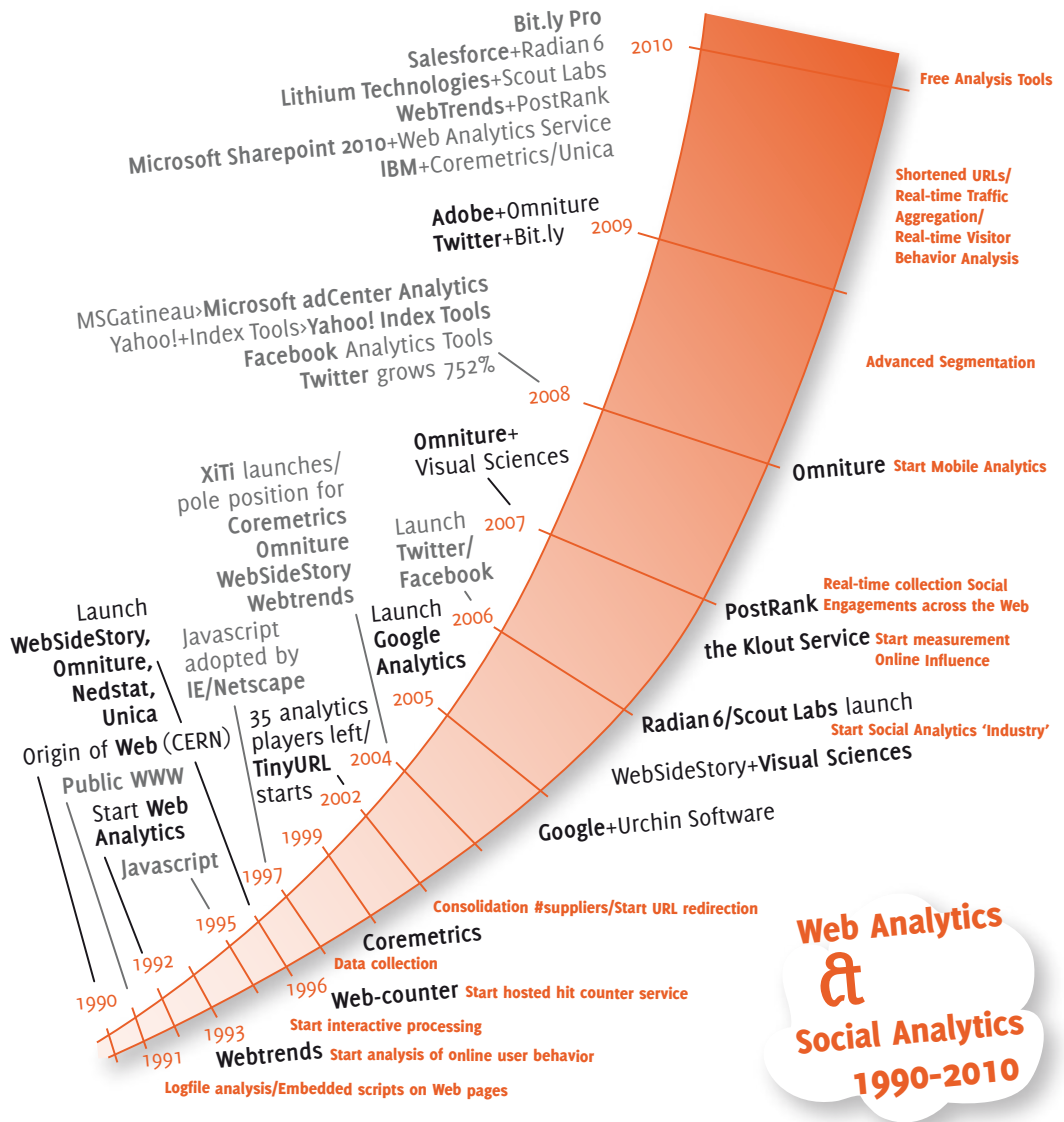 Bit.ly Pro
Salesforce+Radian 6
Lithium Technologies+Scout Labs
WebTrends+PostRank
Microsoft Sharepoint 2010+Web Analytics Service
IBM+Coremetrics/Unica
2010
Free Analysis Tools
Shortened URLs/
Real-time Traffic
Aggregation/
Real-time Visitor
Behavior Analysis
Adobe+Omniture
Twitter+Bit.ly
2009
MSGatineau>Microsoft adCenter Analytics
Yahoo!+Index Tools>Yahoo! Index Tools
Facebook Analytics Tools
Twitter grows 752%
2008
Advanced Segmentation
Omniture+
Visual Sciences
2007
Omniture Start Mobile Analytics
XiTi launches/
pole position for
Coremetrics
Omniture
WebSideStory
Webtrends
Launch
Twitter/
Facebook
2006
PostRank Real-time collection Social
Engagements across the Web
the Klout Service Start measurement
Online Influence
Launch
WebSideStory,
Omniture,
Nedstat,
Unica
Javascript
adopted by
IE/Netscape
Launch
Google
Analytics
2005
Radian 6/Scout Labs launch
Start Social Analytics ‘Industry’
35 analytics
players left/
TinyURL
starts
2004
2002
WebSideStory+Visual Sciences
Google+Urchin Software
Origin of Web (CERN)
Public WWW
Start Web
Analytics
Javascript
1999
1997
1995
1992
1990
Consolidation #suppliers/Start URL redirection
Coremetrics
Data collection
1996
Web-counter Start hosted hit counter service
1993
Start interactive processing
1991
Webtrends Start analysis of online user behavior
Logfile analysis/Embedded scripts on Web pages
Web Analytics
&
Social Analytics
1990-2010